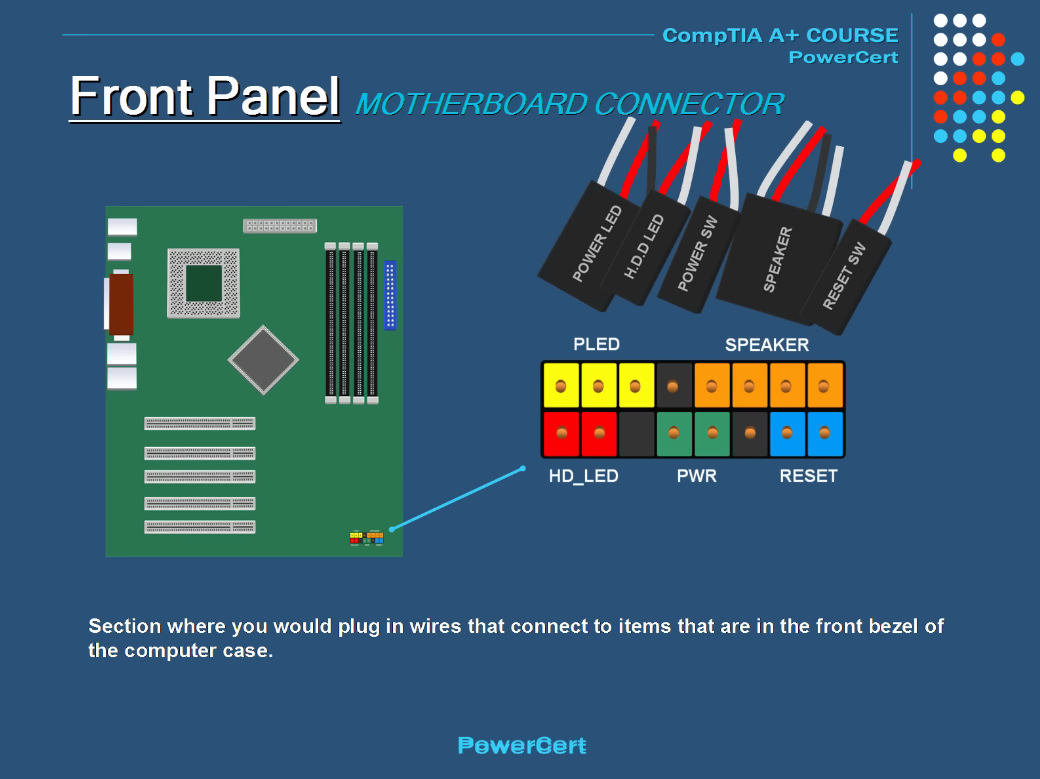 CompTIA A+ COURSE
PowerCert
Front Panel MOTHERBOARD CONNECTOR
POWER LED
H.D.D LED
POWER SW
SPEAKER
RESET SW
PLED SPEAKER
HD_LED PWR RESET
Section where you would plug in wires that connect to items that are in the front bezel of
the computer case.
PowerCert